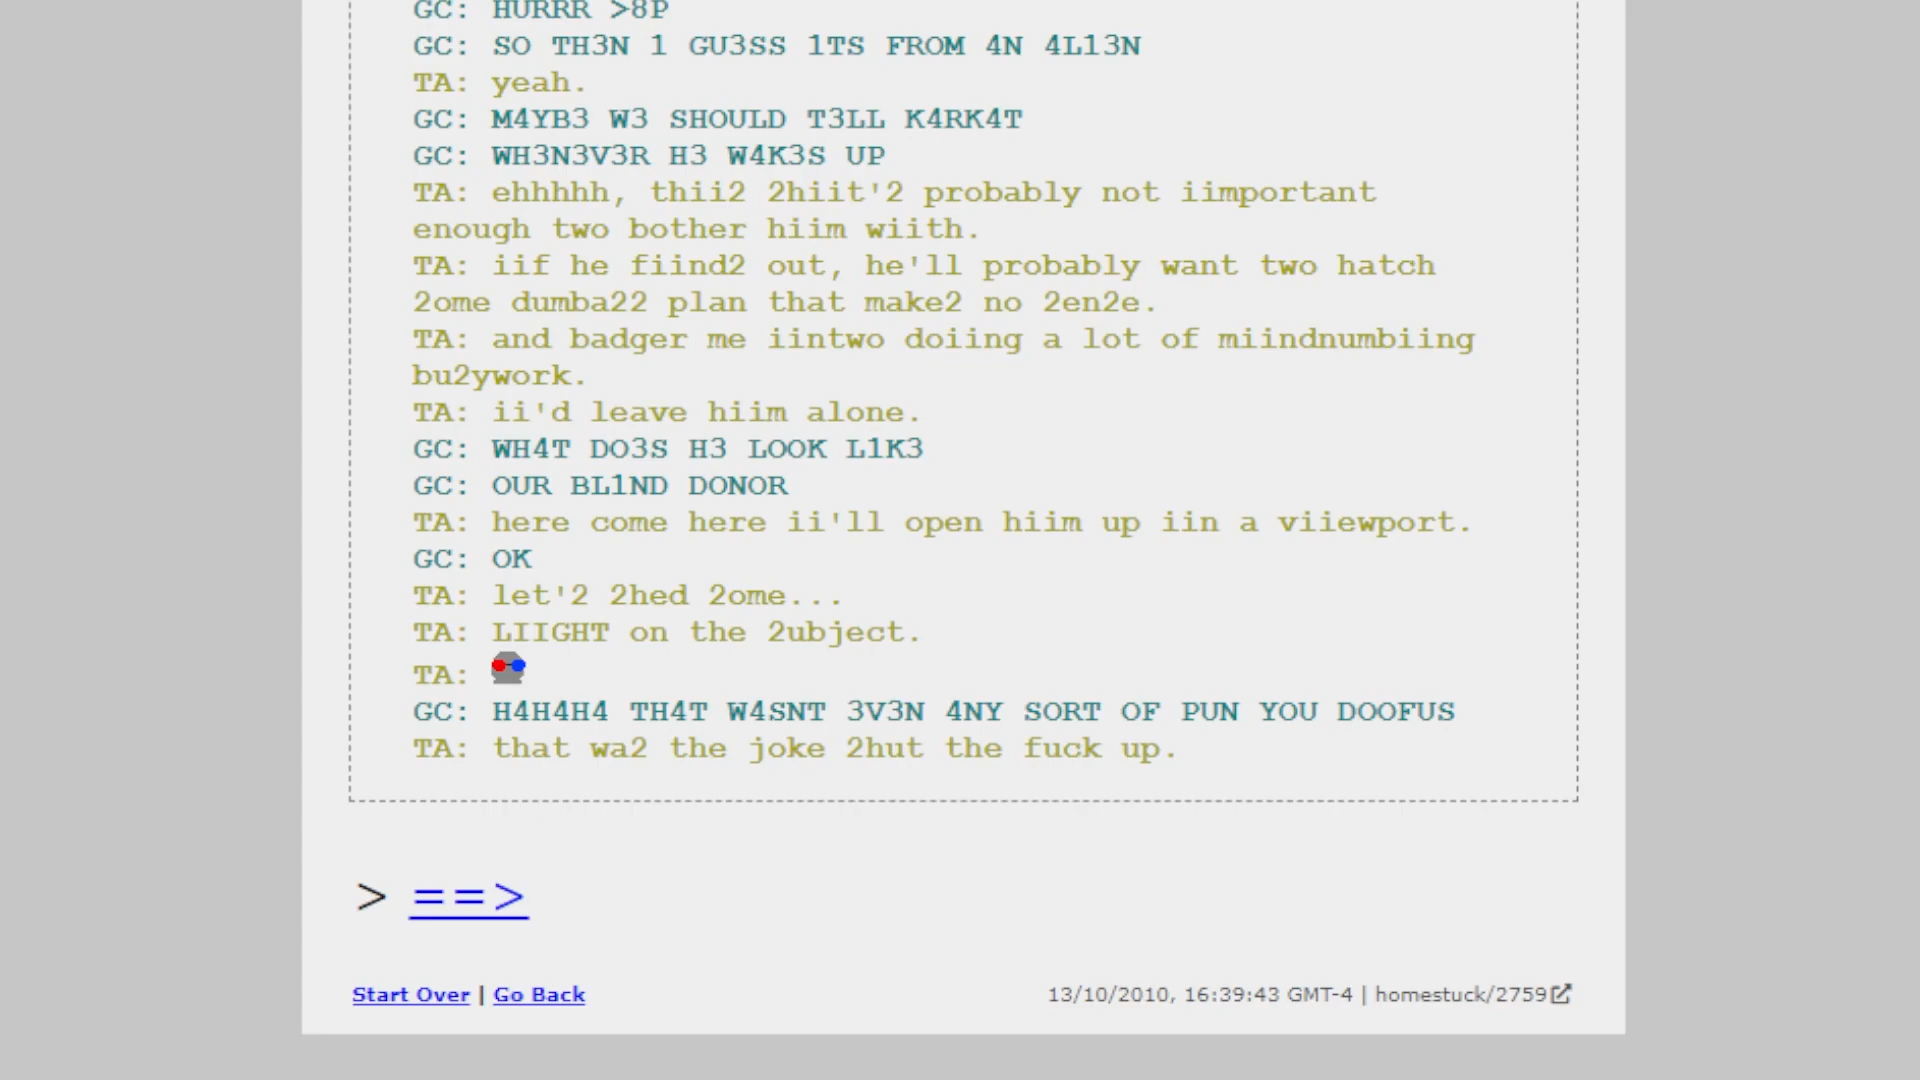 GC: HURRR >8P
GC: SO TH3N 1 GU3SS 1TS FROM 4N 4L13N
TA: yeah.
GC: M4YB3 W3 SHOULD T3LL K4RK4T
GC: WH3N3V3R H3 W4K3S UP
TA: ehhhhh, thii2 2hiit'2 probably not iimportant
enough two bother hiim wiith.
TA: iif he fiind2 out, he'll probably want two hatch
2ome dumba22 plan that make2 no 2en2e.
TA: and badger me iintwo doiing a lot of miindnumbiing
bu2ywork.
TA: ii'd leave hiim alone.
GC: WH4T DO3S H3 LOOK L1K3
GC: OUR BL1ND DONOR
TA: here come here ii'll open hiim up iin a viiewport.
GC: OK
TA: let'2 2hed 2ome...
TA: LIIGHT on the 2ubject.
TA:
GC: H4H4H4 TH4T W4SNT 3V3N 4NY SORT OF PUN YOU DOOFUS
TA: that wa2 the joke 2hut the fuck up.
> ==>
Start Over | Go Back
13/10/2010, 16:39:43 GMT-4 | homestuck/2759